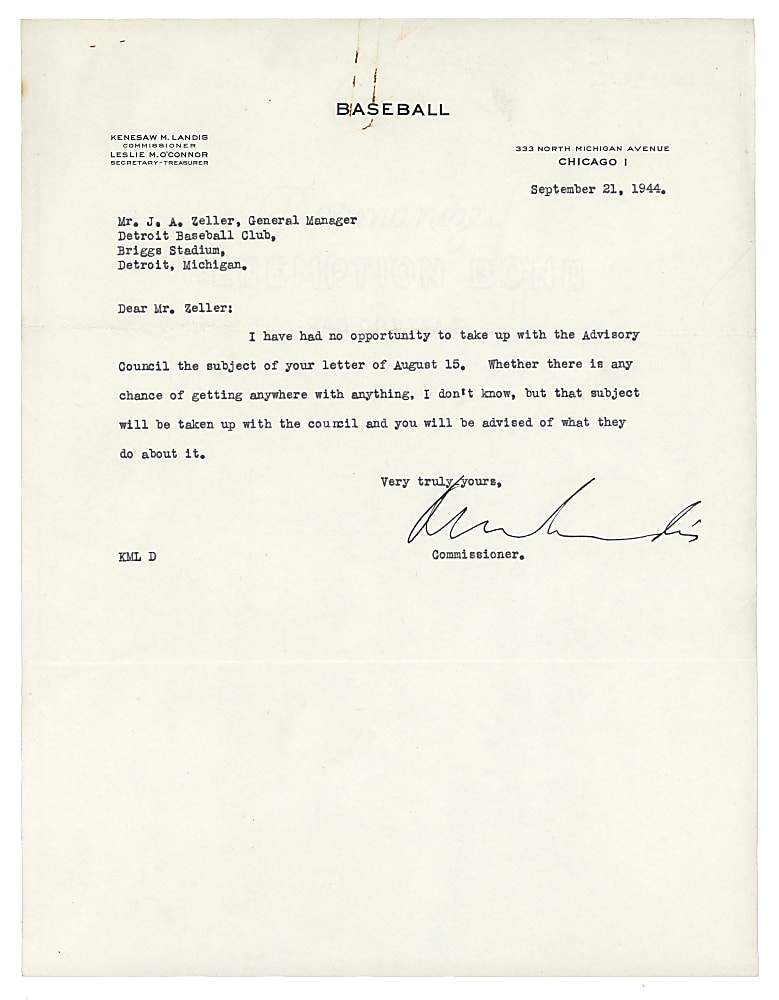 BASEBALL
KENESAW M. LANDIS
COMMISSIONER
LESLIE M. O'CONNOR
SECRETARY-TREASURER
333 NORTH MICHIGAN AVENUE
CHICAGO 1
September 21, 1944.
Mr. J. A. Zeller, General Manager
Detroit Baseball Club,
Briggs Stadium,
Detroit, Michigan.
Dear Mr. Zeller:
I have had no opportunity to take up with the Advisory
Council the subject of your letter of August 15. Whether there is any
chance of getting anywhere with anything, I don't know, but that subject
will be taken up with the council and you will be advised of what they
do about it.
Very truly yours,
Landis
Commissioner.
KML D